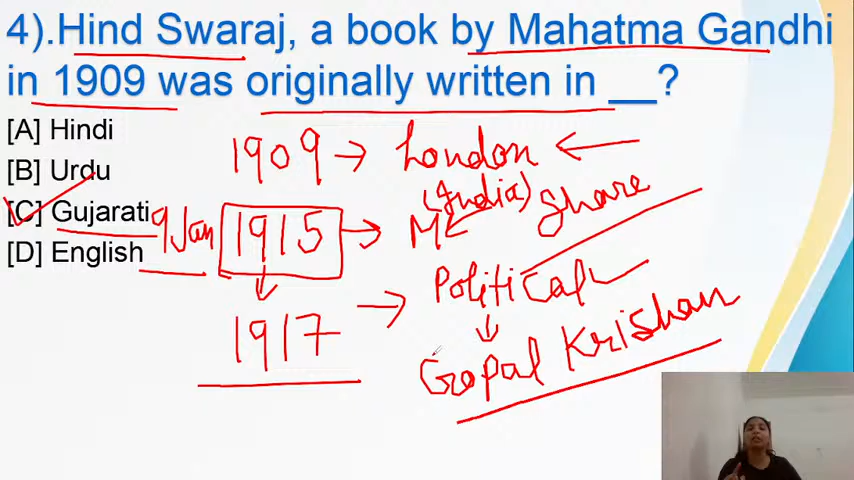 4).Hind Swaraj, a book by Mahatma Gandhi
in 1909 was originally written in __?
[A] Hindi
[B] Urdu
[C] Gujarati
[D] English
1909 → London ←
(India)
9 Jan 1915 → Share
1917 → Political
Gopal Krishan